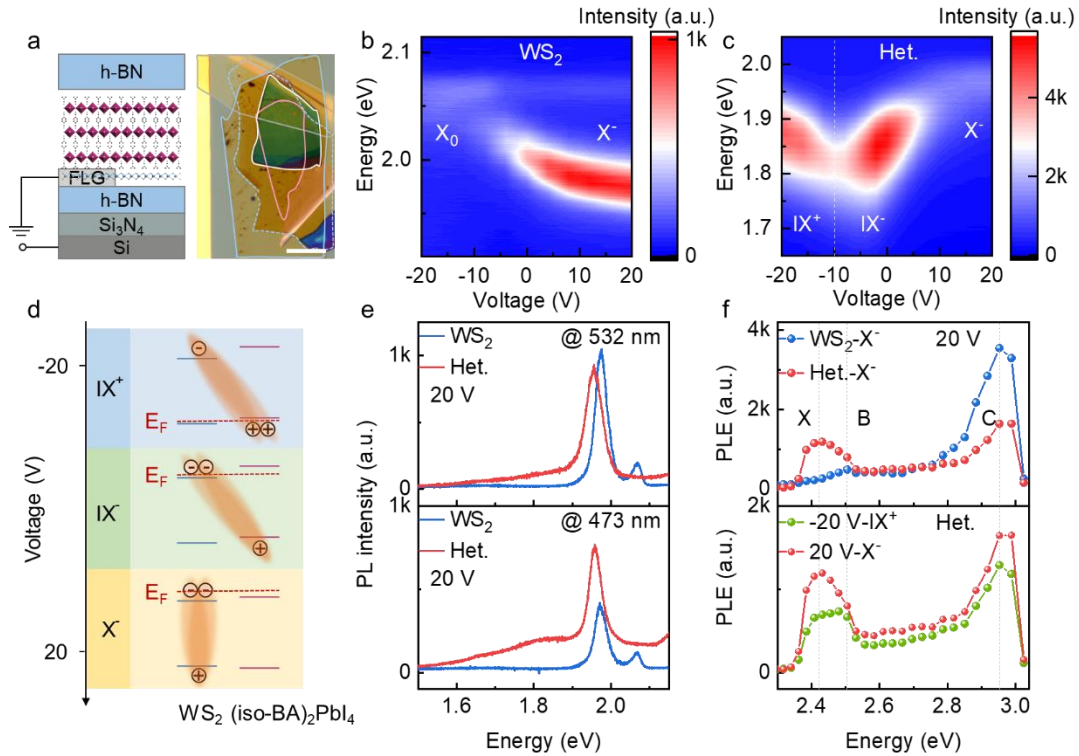 a
h-BN
FLG
h-BN
Si₃N₄
Si
b
Intensity (a.u.)
1k
0
WS₂
X₀
X⁻
2.1
2.0
Energy (eV)
-20 -10 0 10 20
Voltage (V)
c
Intensity (a.u.)
4k
2k
0
Het.
X⁻
IX⁺
IX⁻
2.0
1.9
1.8
1.7
Energy (eV)
-20 -10 0 10 20
Voltage (V)
d
-20
20
Voltage (V)
IX⁺
IX⁻
X⁻
E_F
E_F
E_F
WS₂ (iso-BA)₂PbI₄
e
WS₂
Het.
20 V
@ 532 nm
1k
0
WS₂
Het.
20 V
@ 473 nm
1k
0
PL intensity (a.u.)
1.6 1.8 2.0
Energy (eV)
f
WS₂-X⁻
Het.-X⁻
20 V
X B C
4k
2k
0
PLE (a.u.)
-20 V-IX⁺
20 V-X⁻
Het.
1k
0
PLE (a.u.)
2.4 2.6 2.8 3.0
Energy (eV)